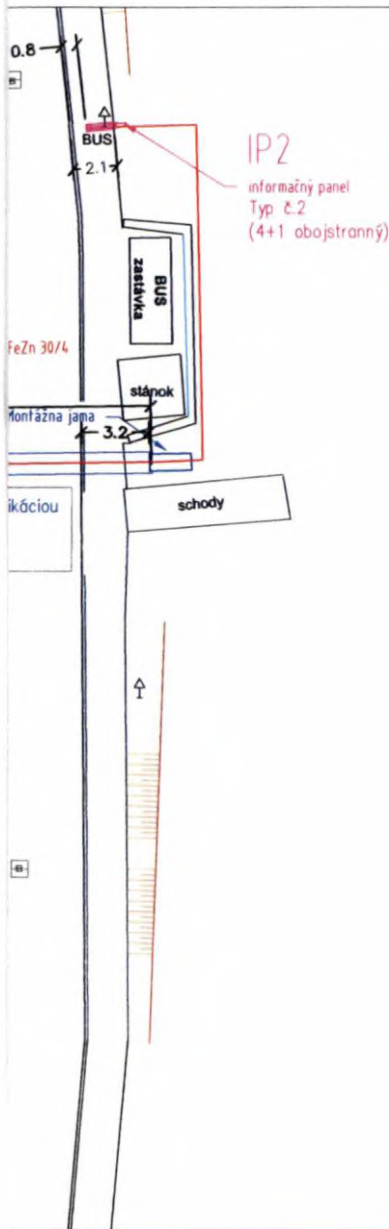 0.8
BUS
2.1
IP2
informačný panel
Typ č.2
(4+1 obojstranný)
BUS
zastávka
FeZn 30/4
stánok
Montážna jama
3.2
ikáciou
schody